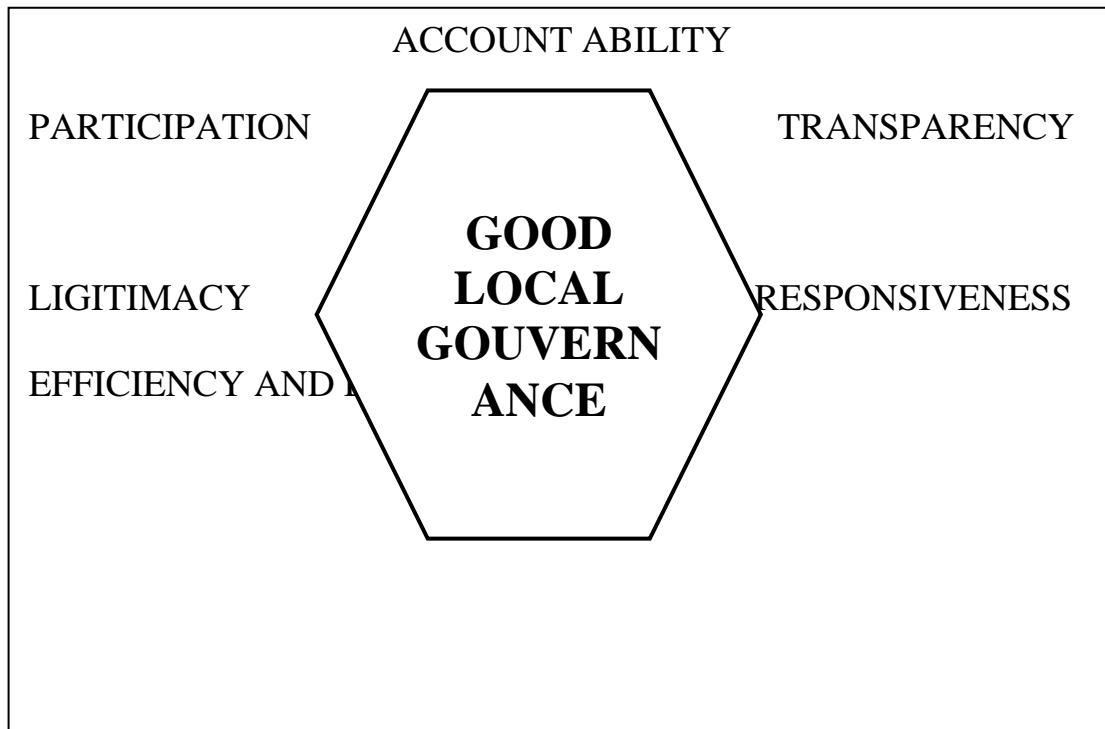 ACCOUNT ABILITY
PARTICIPATION TRANSPARENCY
GOOD
LOCAL
LIGITIMACY RESPONSIVENESS
GOUVERN
EFFICIENCY AND
ANCE